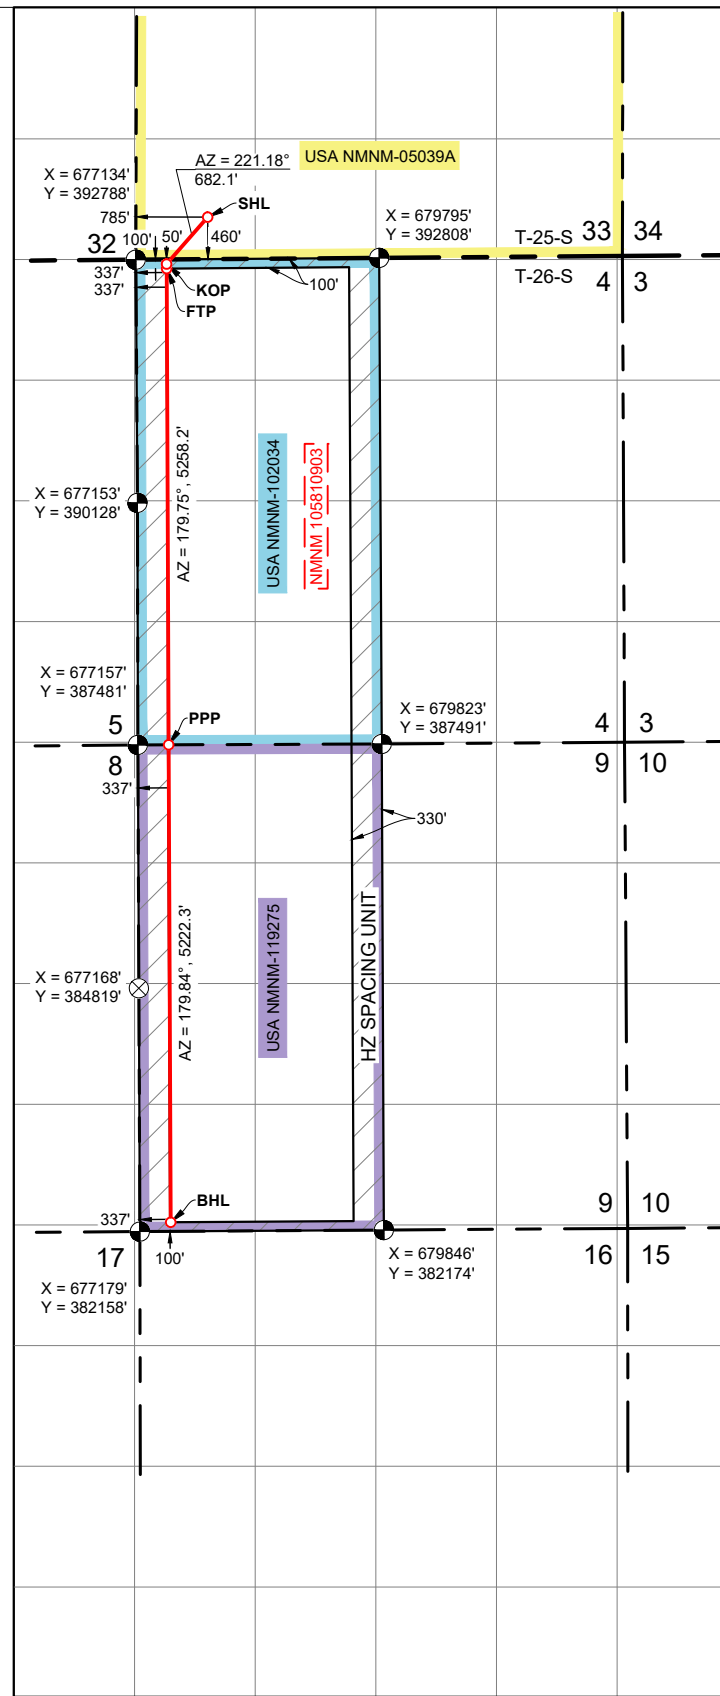 AZ = 221.18°
682.1'
USA NMNM-05039A
X = 677134'
Y = 392788'
SHL
785'
X = 679795'
Y = 392808'
33
34
32
100'
50'
460'
T-25-S
T-26-S
4
3
337'
337'
KOP
FTP
100'
AZ = 179.75°, 5258.2'
USA NMNM-102034
NMNM 105810903
X = 677153'
Y = 390128'
X = 677157'
Y = 387481'
PPP
X = 679823'
Y = 387491'
5
8
4
3
9
10
337'
330'
AZ = 179.84°, 5222.3'
USA NMNM-119275
HZ SPACING UNIT
X = 677168'
Y = 384819'
BHL
337'
100'
9
10
17
16
15
X = 679846'
Y = 382174'
X = 677179'
Y = 382158'